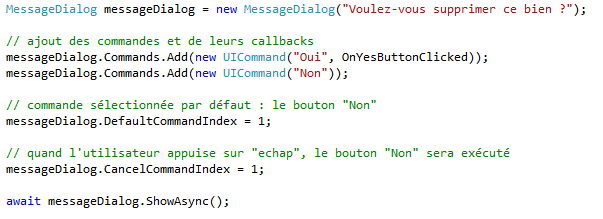 MessageDialog messageDialog = new MessageDialog("Voulez-vous supprimer ce bien ?");
// ajout des commandes et de leurs callbacks
messageDialog.Commands.Add(new UICommand("Oui", OnYesButtonClicked));
messageDialog.Commands.Add(new UICommand("Non"));
// commande sélectionnée par défaut : le bouton "Non"
messageDialog.DefaultCommandIndex = 1;
// quand l'utilisateur appuie sur "echap", le bouton "Non" sera exécuté
messageDialog.CancelCommandIndex = 1;
await messageDialog.ShowAsync();